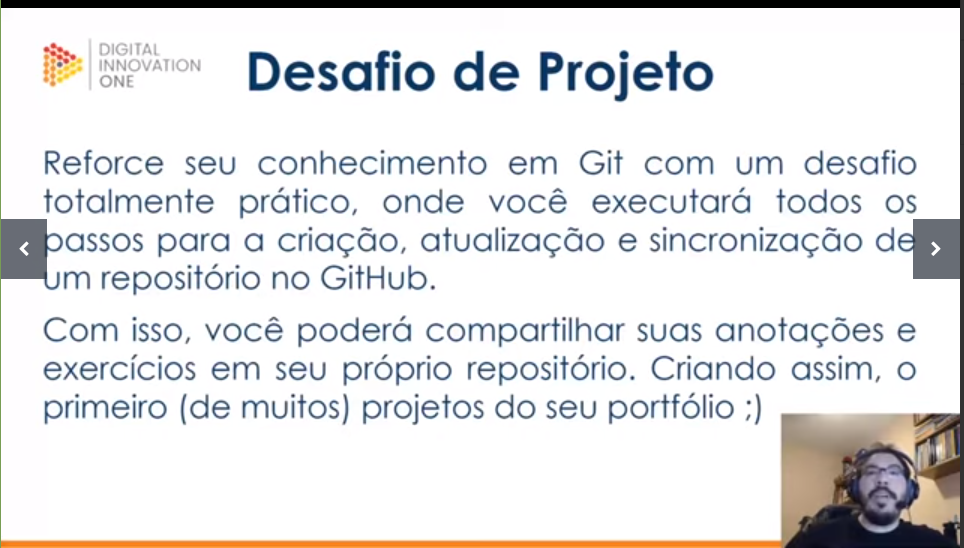 DIGITAL
INNOVATION
ONE
Desafio de Projeto
Reforce seu conhecimento em Git com um desafio
totalmente prático, onde você executará todos os
passos para a criação, atualização e sincronização de
um repositório no GitHub.
Com isso, você poderá compartilhar suas anotações e
exercícios em seu próprio repositório. Criando assim, o
primeiro (de muitos) projetos do seu portfólio ;)